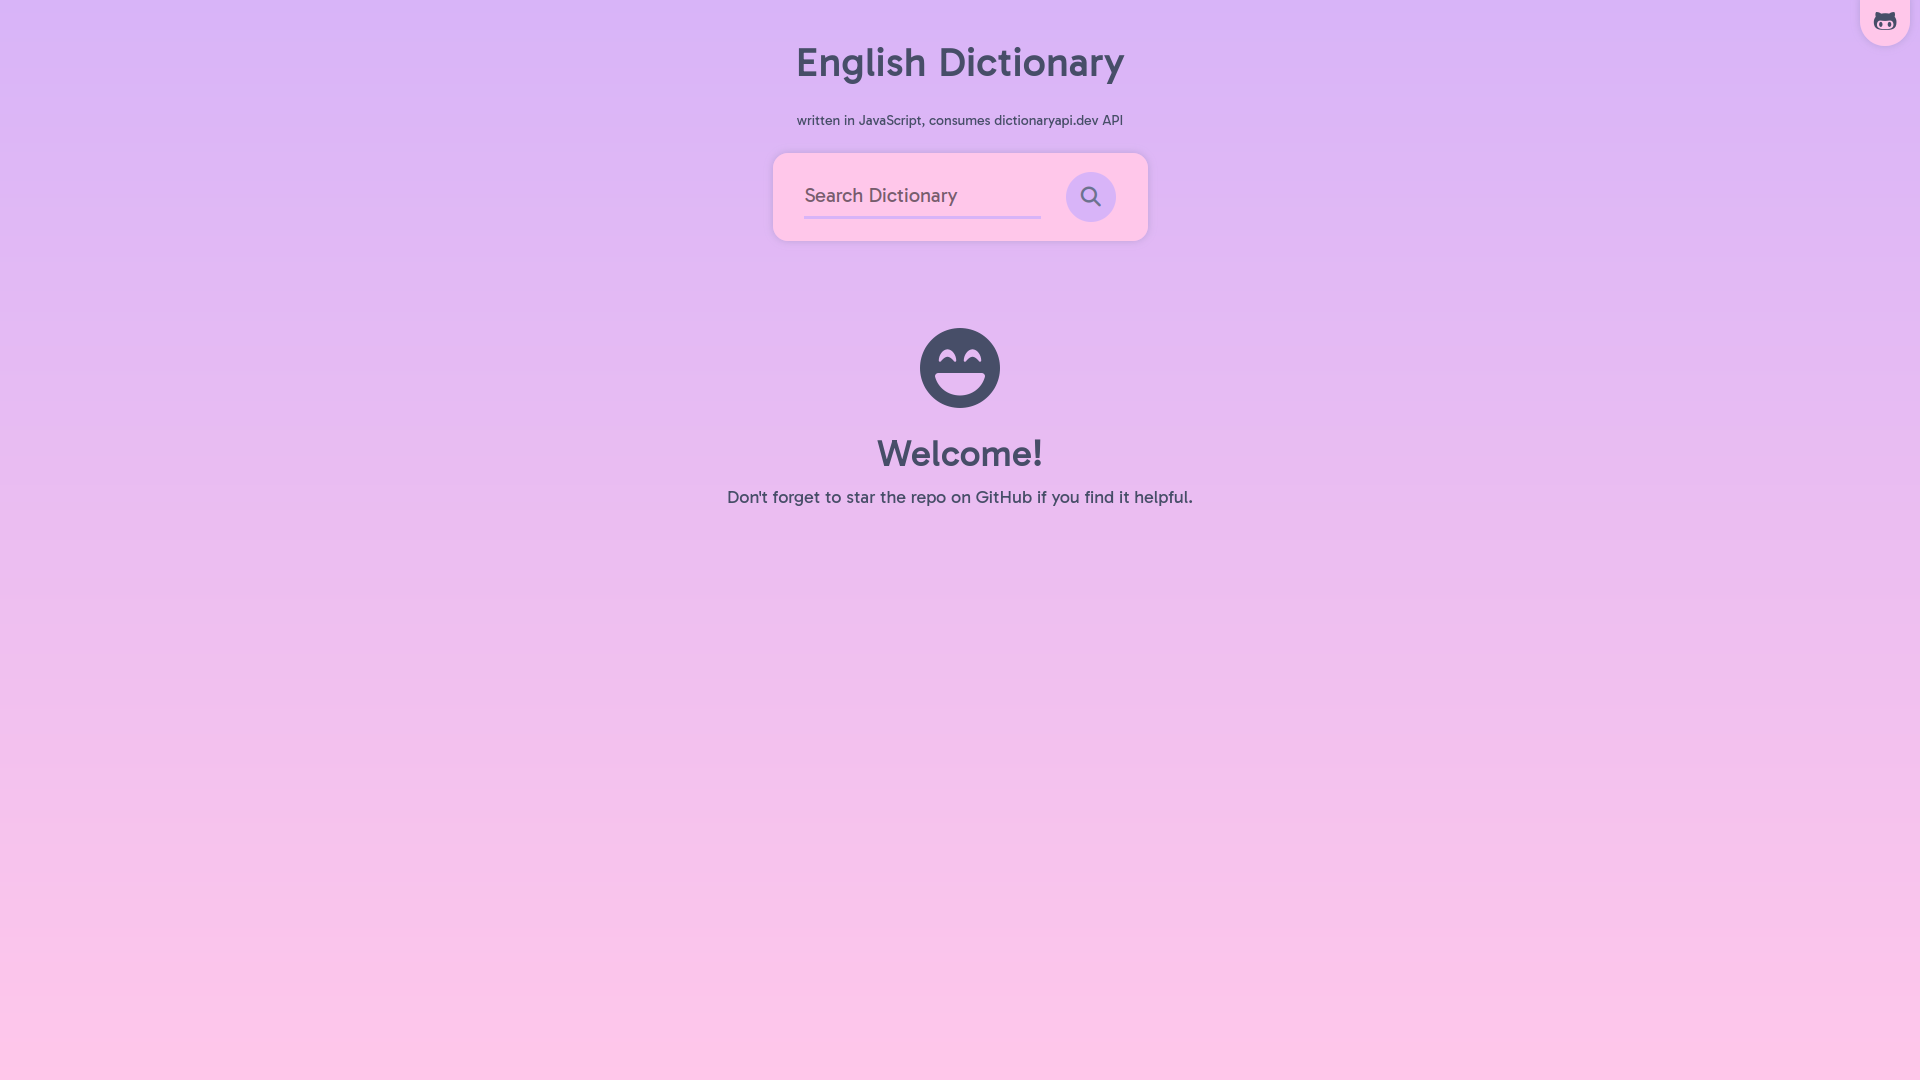 English Dictionary
written in JavaScript, consumes dictionaryapi.dev API
Search Dictionary
Welcome!
Don't forget to star the repo on GitHub if you find it helpful.